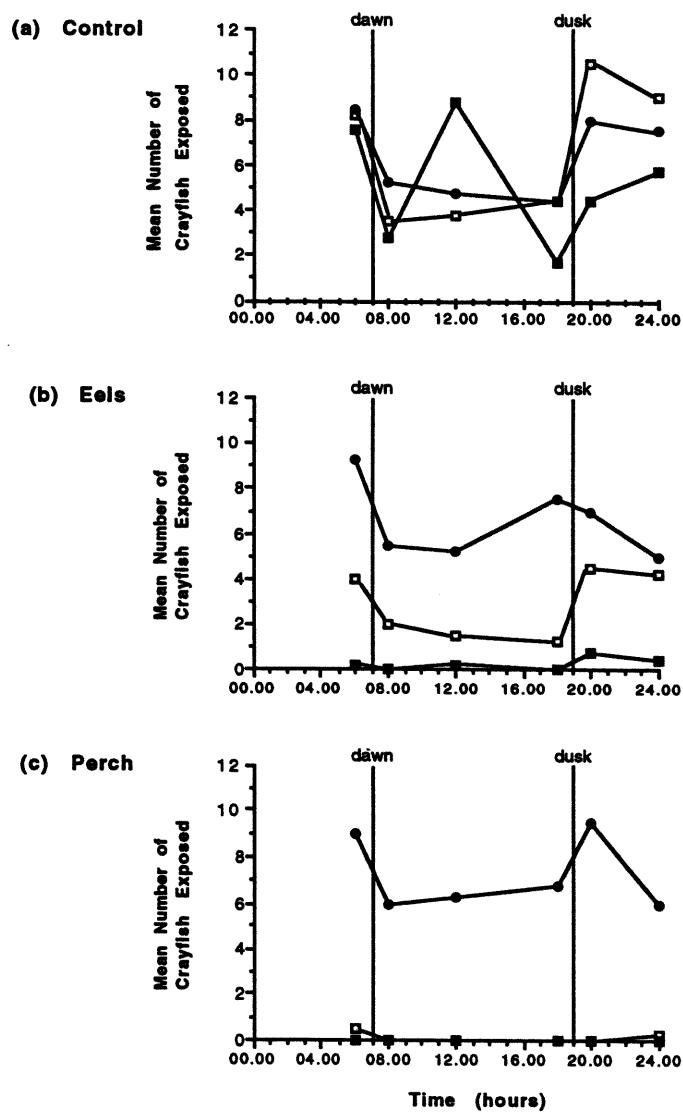 (a) Control
dawn
dusk
Mean Number of
Crayfish Exposed
12
10
8
6
4
2
0
00.00 04.00 08.00 12.00 16.00 20.00 24.00
(b) Eels
dawn
dusk
Mean Number of
Crayfish Exposed
12
10
8
6
4
2
0
00.00 04.00 08.00 12.00 16.00 20.00 24.00
(c) Perch
dawn
dusk
Mean Number of
Crayfish Exposed
12
10
8
6
4
2
0
00.00 04.00 08.00 12.00 16.00 20.00 24.00
Time (hours)